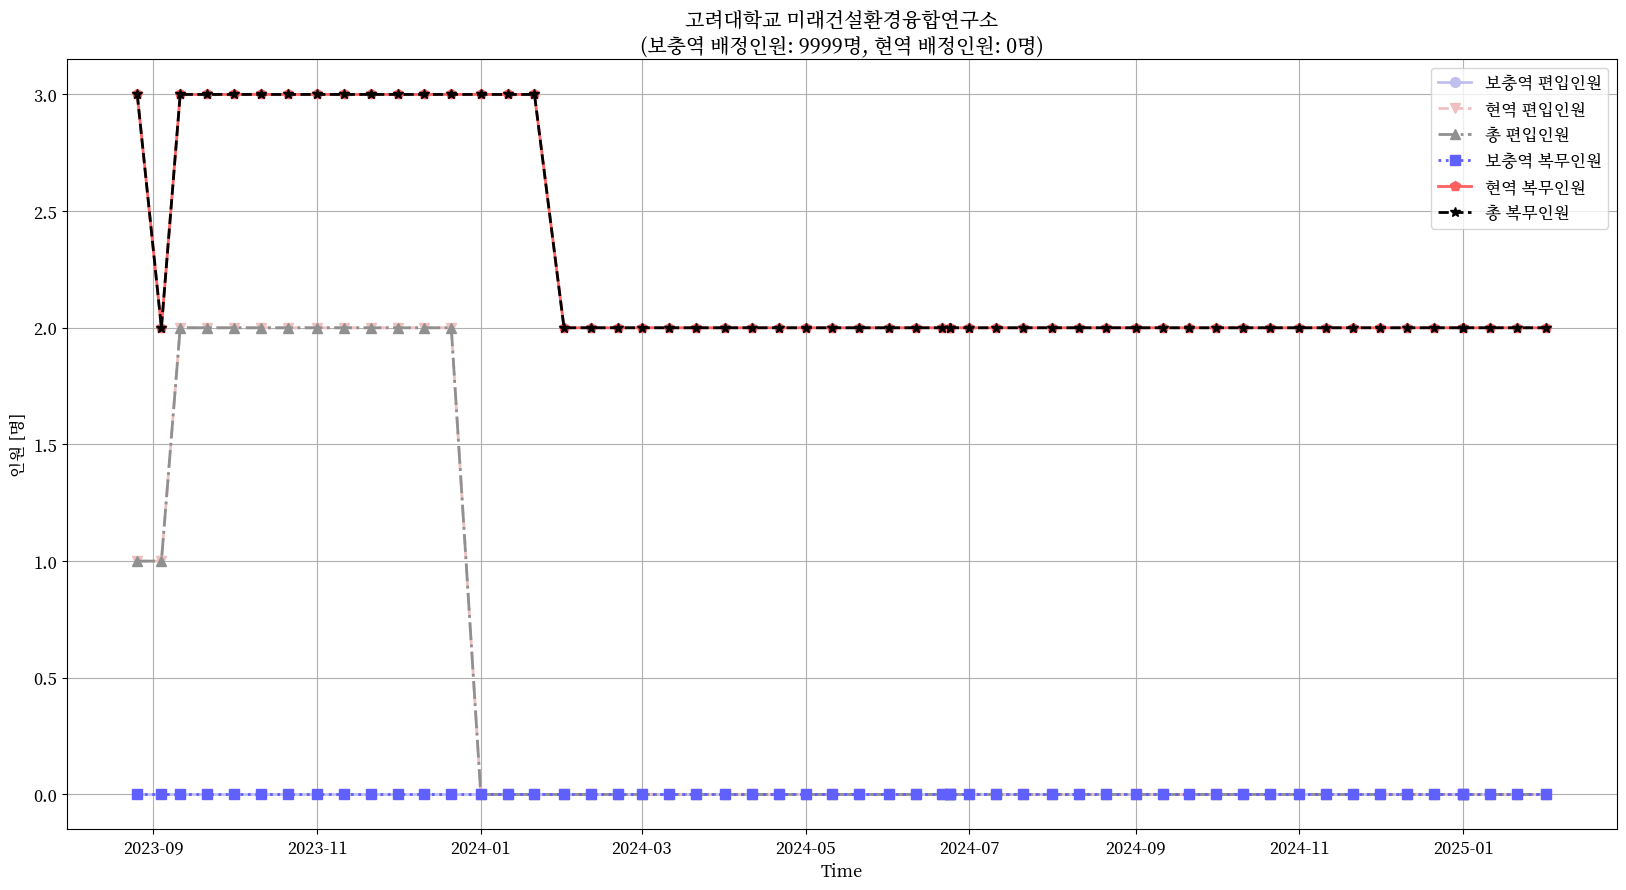 고려대학교 미래건설환경융합연구소
(보충역 배정인원: 9999명, 현역 배정인원: 0명)
보충역 편입인원
현역 편입인원
총 편입인원
보충역 복무인원
현역 복무인원
총 복무인원
인원 [명]
3.0
2.5
2.0
1.5
1.0
0.5
0.0
2023-09
2023-11
2024-01
2024-03
2024-05
2024-07
2024-09
2024-11
2025-01
Time